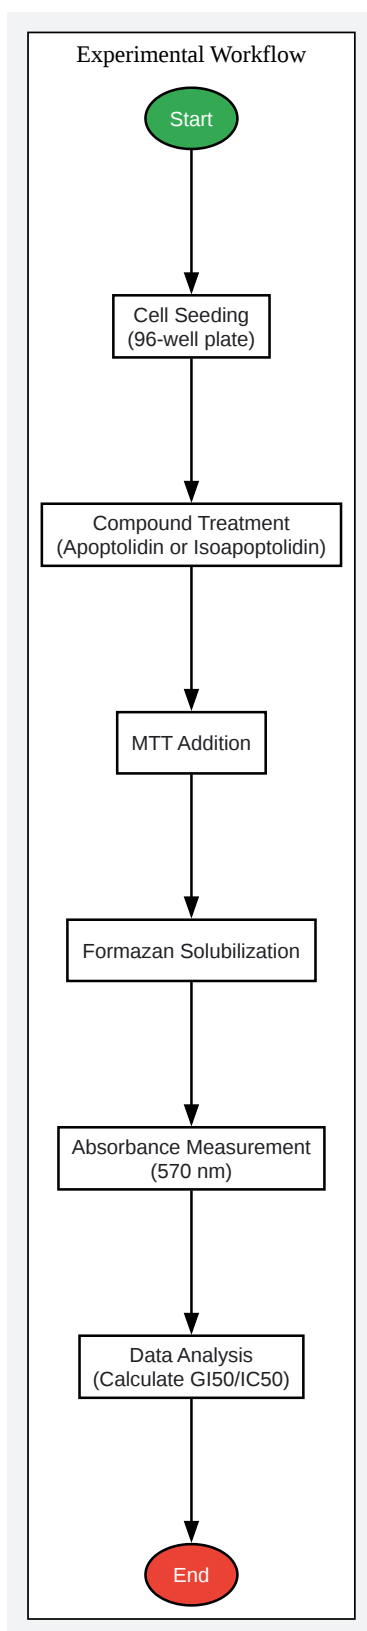 Experimental Workflow
Start
Cell Seeding
(96-well plate)
Compound Treatment
(Apoptolidin or Isoapoptolidin)
MTT Addition
Formazan Solubilization
Absorbance Measurement
(570 nm)
Data Analysis
(Calculate GI50/IC50)
End